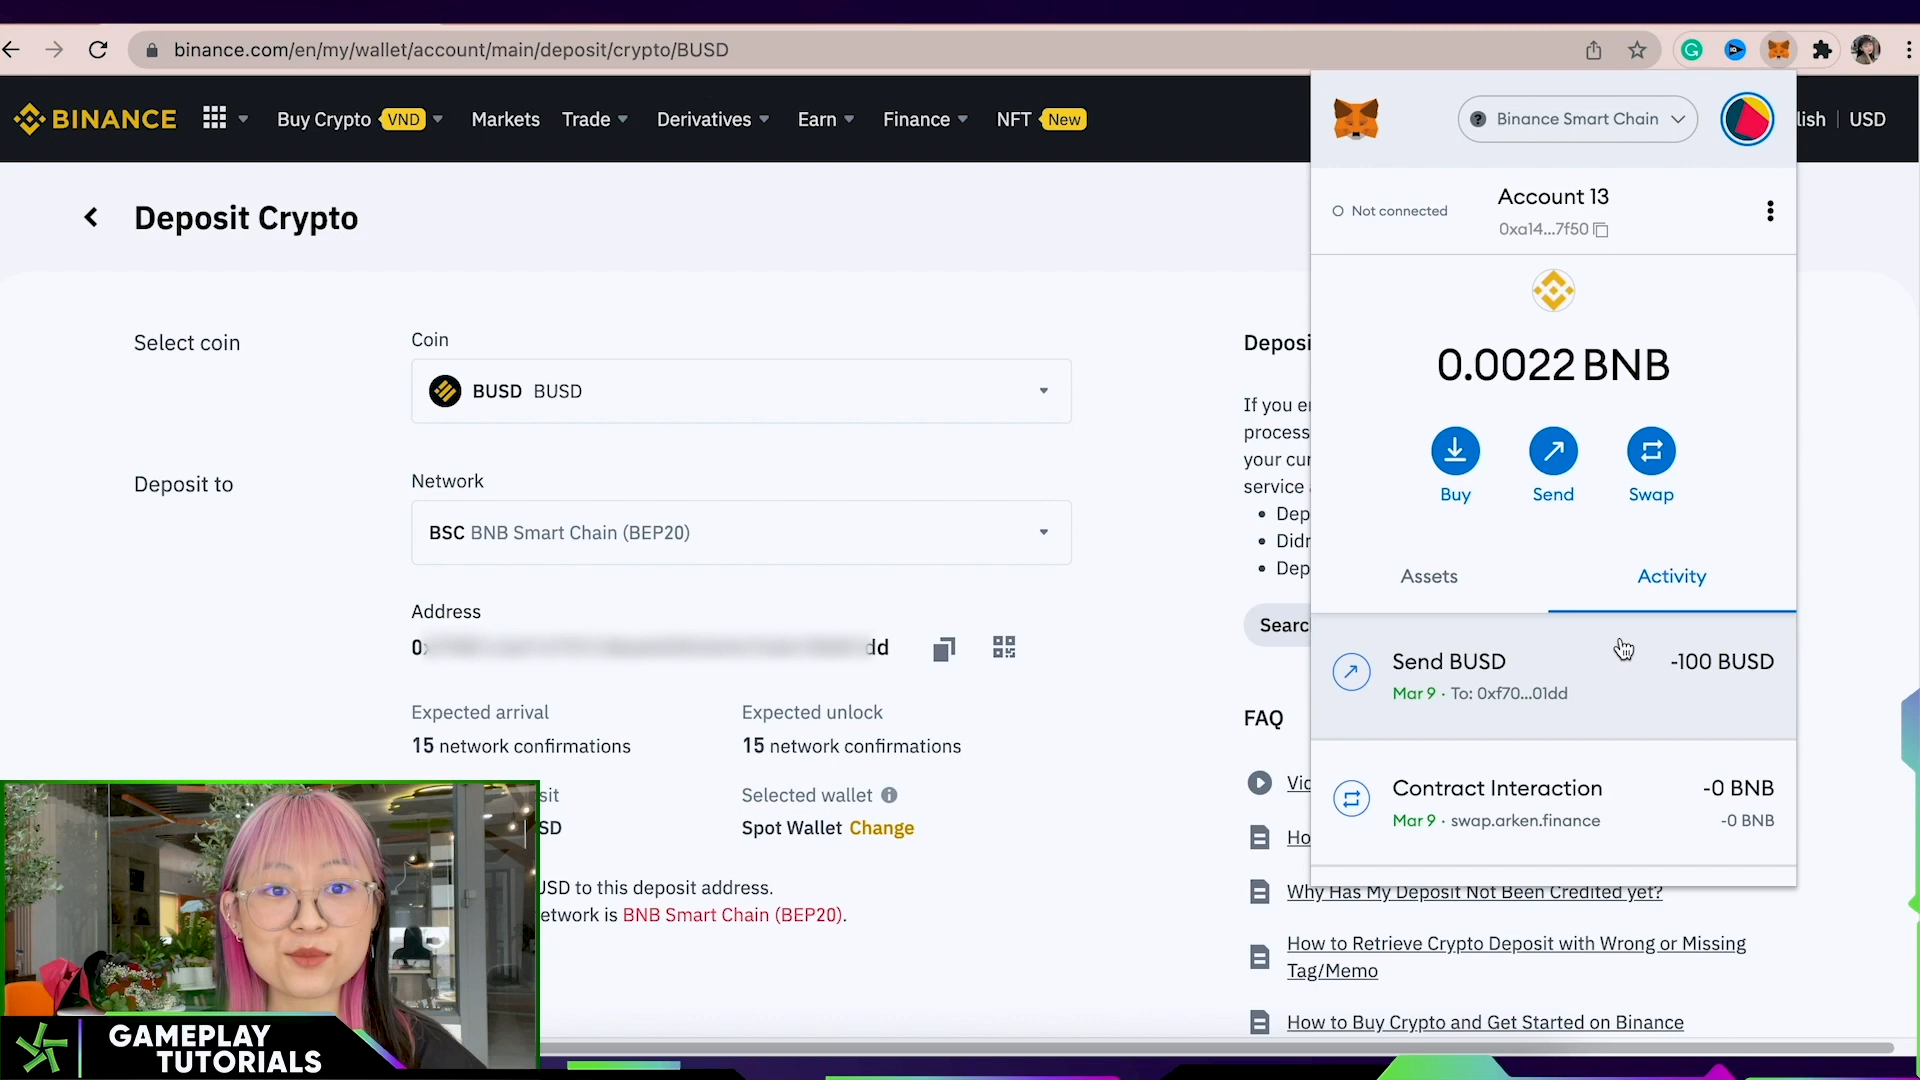 binance.com/en/my/wallet/account/main/deposit/crypto/BUSD
BINANCE
Buy Crypto VND
Markets
Trade
Derivatives
Earn
Finance
NFT New
lish
USD
Deposit Crypto
Select coin
Coin
BUSD BUSD
Deposit to
Network
BSC BNB Smart Chain (BEP20)
Address
0
dd
Expected arrival
15 network confirmations
Expected unlock
15 network confirmations
sit
SD
Selected wallet
Spot Wallet Change
USD to this deposit address.
etwork is BNB Smart Chain (BEP20).
Deposi
If you e
process
your cu
service
Dep
Didr
Dep
Searc
FAQ
Vic
Ho
Why Has My Deposit Not Been Credited yet?
How to Retrieve Crypto Deposit with Wrong or Missing
Tag/Memo
How to Buy Crypto and Get Started on Binance
Binance Smart Chain
Not connected
Account 13
0xa14...7f50
0.0022 BNB
Buy
Send
Swap
Assets
Activity
Send BUSD
-100 BUSD
Mar 9 · To: 0xf70...01dd
Contract Interaction
-0 BNB
Mar 9 · swap.arken.finance
-0 BNB
GAMEPLAY
TUTORIALS